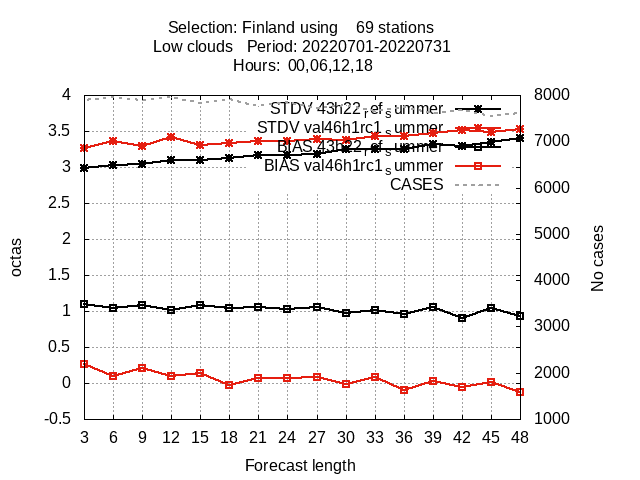 Selection: Finland using 69 stations
Low clouds Period: 20220701-20220731
Hours: 00,06,12,18
STDV 43h22_ref_summer
STDV val46h1rc1_summer
BIAS 43h22_ref_summer
BIAS val46h1rc1_summer
CASES
4
3.5
3
2.5
2
1.5
1
0.5
0
-0.5
octas
8000
7000
6000
5000
4000
3000
2000
1000
No cases
3 6 9 12 15 18 21 24 27 30 33 36 39 42 45 48
Forecast length